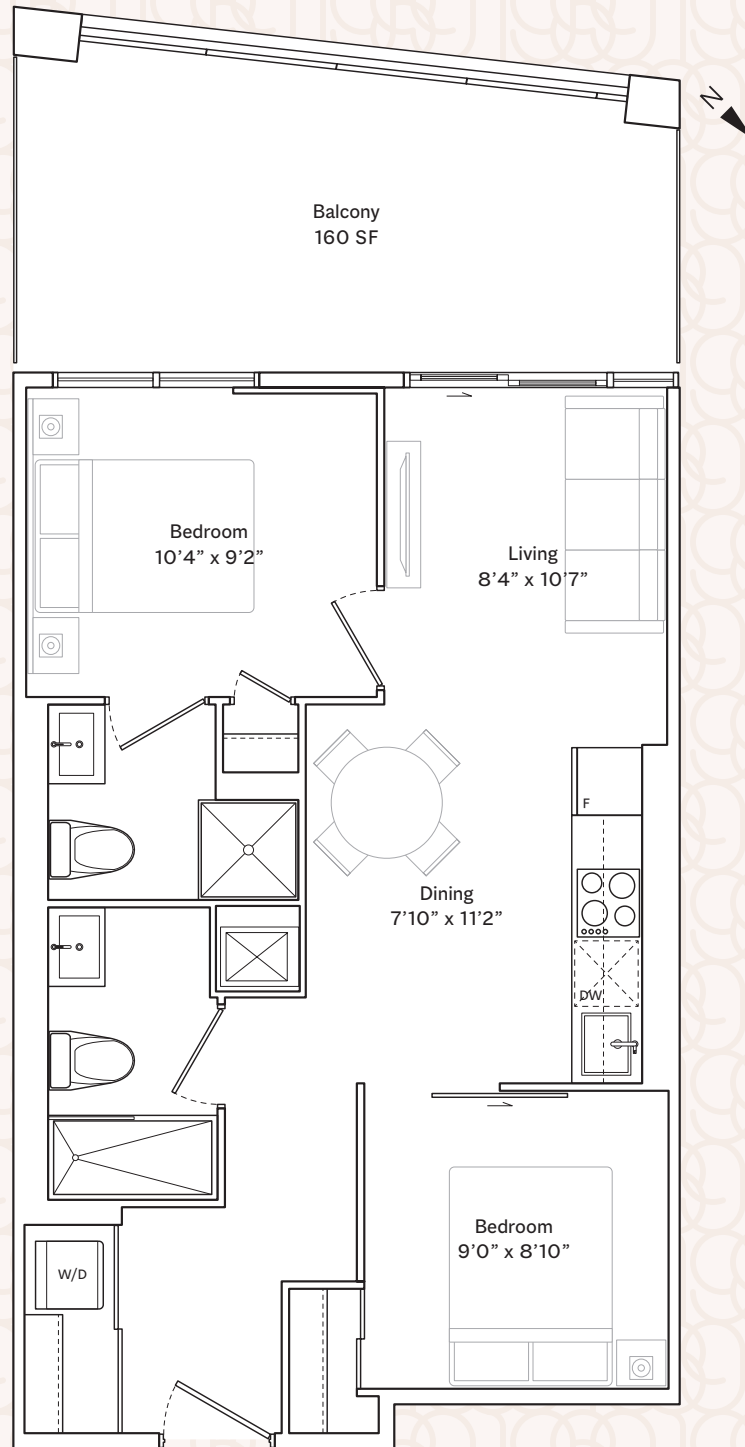 N
Balcony
160 SF
Bedroom
10’4” x 9’2”
Living
8’4” x 10’7”
F
Dining
7’10” x 11’2”
DW
Bedroom
9’0” x 8’10”
W/D